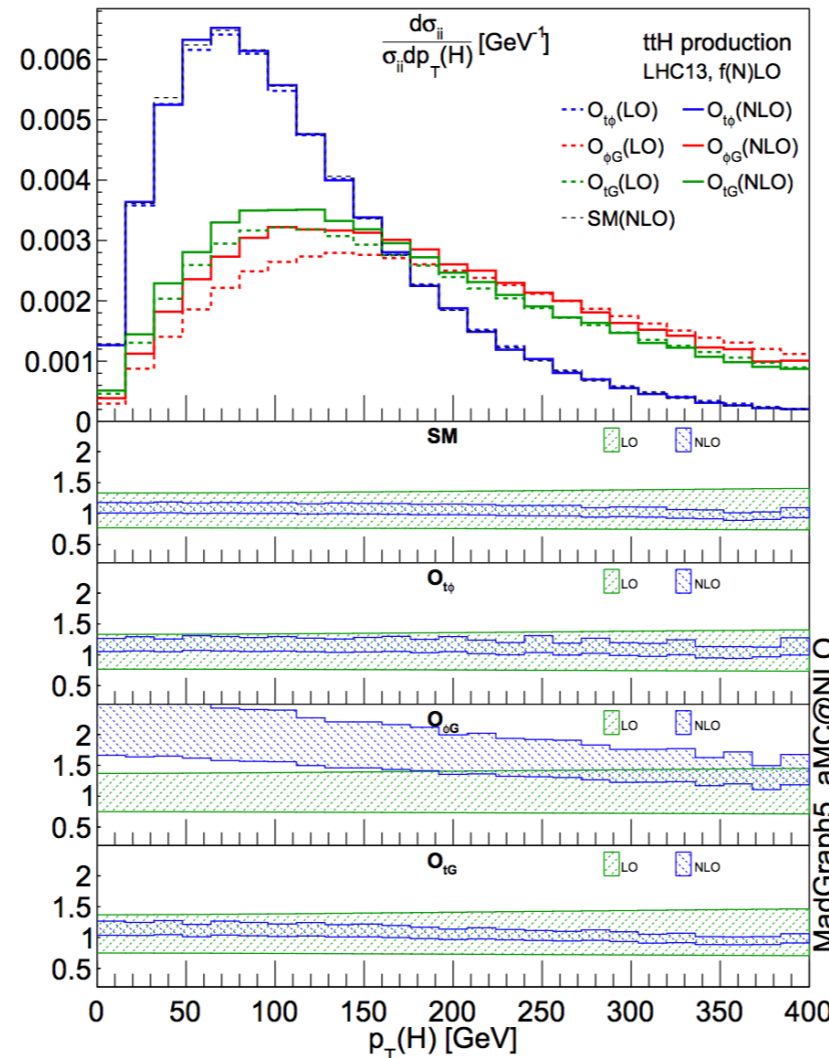 dσii
σii dpT(H) [GeV⁻¹]
ttH production
LHC13, f(N)LO
Otϕ(LO) Otϕ(NLO)
OϕG(LO) OϕG(NLO)
OtG(LO) OtG(NLO)
SM(NLO)
0.006
0.005
0.004
0.003
0.002
0.001
0
SM LO NLO
2
1.5
1
0.5
Otϕ LO NLO
2
1.5
1
0.5
OϕG LO NLO
2
1.5
1
0.5
OtG LO NLO
2
1.5
1
0.5
0 50 100 150 200 250 300 350 400
pT(H) [GeV]
MadGraph5_aMC@NLO